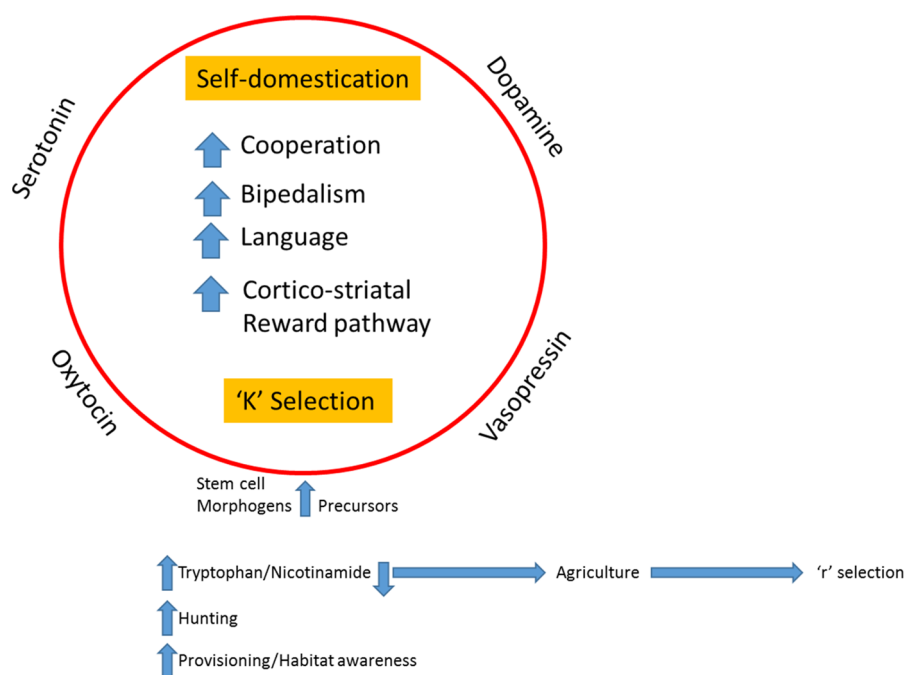 Self-domestication
Serotonin
Dopamine
Cooperation
Bipedalism
Language
Cortico-striatal
Reward pathway
Oxytocin
Vasopressin
‘K’ Selection
Stem cell
Morphogens Precursors
Tryptophan/Nicotinamide Agriculture ‘r’ selection
Hunting
Provisioning/Habitat awareness